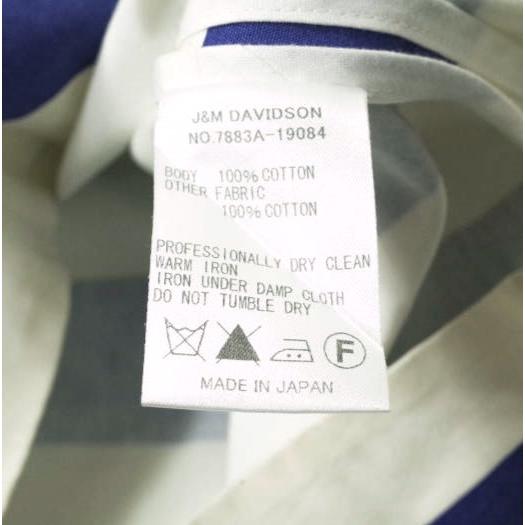 J&M DAVIDSON
NO.7883A-19084
BODY 100% COTTON
OTHER FABRIC
100% COTTON
PROFESSIONALLY DRY CLEAN
WARM IRON
IRON UNDER DAMP CLOTH
DO NOT TUMBLE DRY
F
MADE IN JAPAN